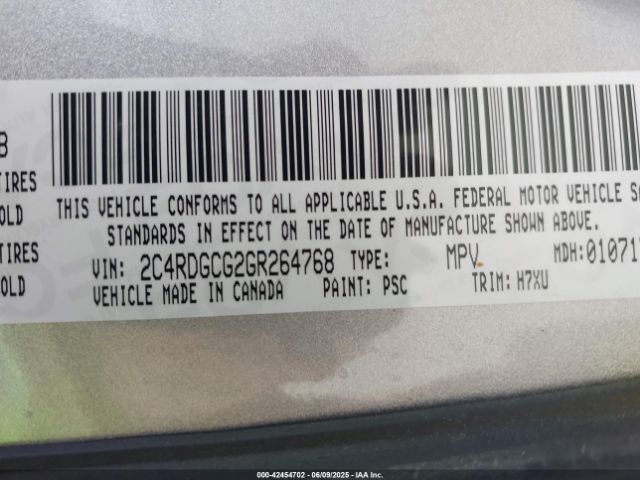 B
TIRES
OLD
TIRES
OLD
THIS VEHICLE CONFORMS TO ALL APPLICABLE U.S.A. FEDERAL MOTOR VEHICLE SA
STANDARDS IN EFFECT ON THE DATE OF MANUFACTURE SHOWN ABOVE.
VIN: 2C4RDGCG2GR264768 TYPE: MPV MDH:01071
VEHICLE MADE IN CANADA PAINT: PSC TRIM: H7XU
000-42454702 - 06/09/2025 - IAA Inc.